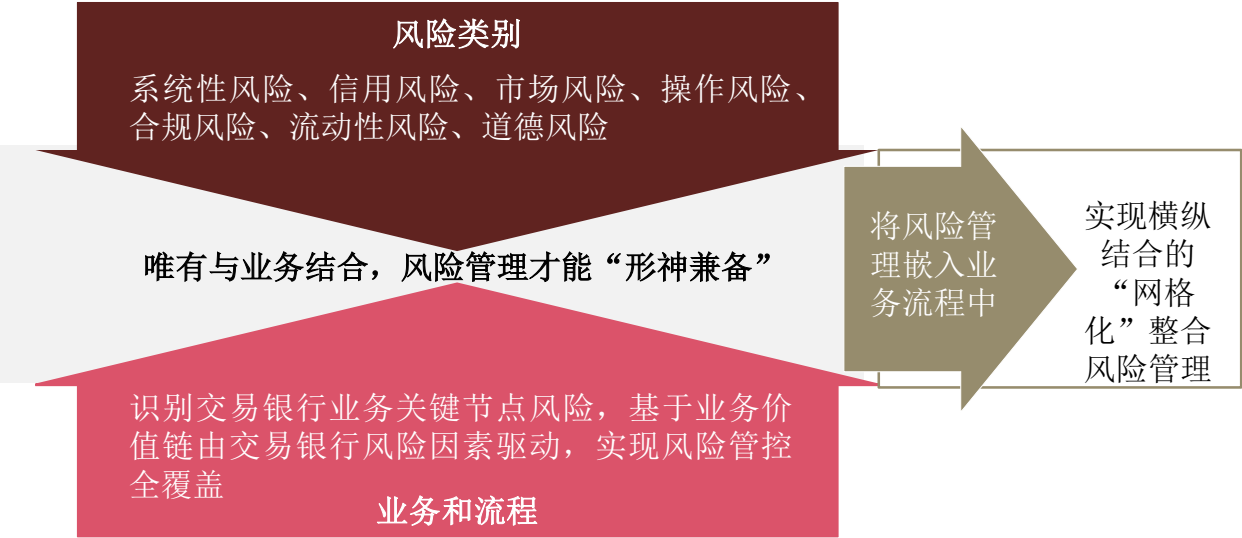 风险类别
系统性风险、信用风险、市场风险、操作风险、
合规风险、流动性风险、道德风险
唯有与业务结合，风险管理才能“形神兼备”
识别交易银行业务关键节点风险，基于业务价
值链由交易银行风险因素驱动，实现风险管控
全覆盖
业务和流程
将风险管
理嵌入业
务流程中
实现横纵
结合的
“网格
化”整合
风险管理